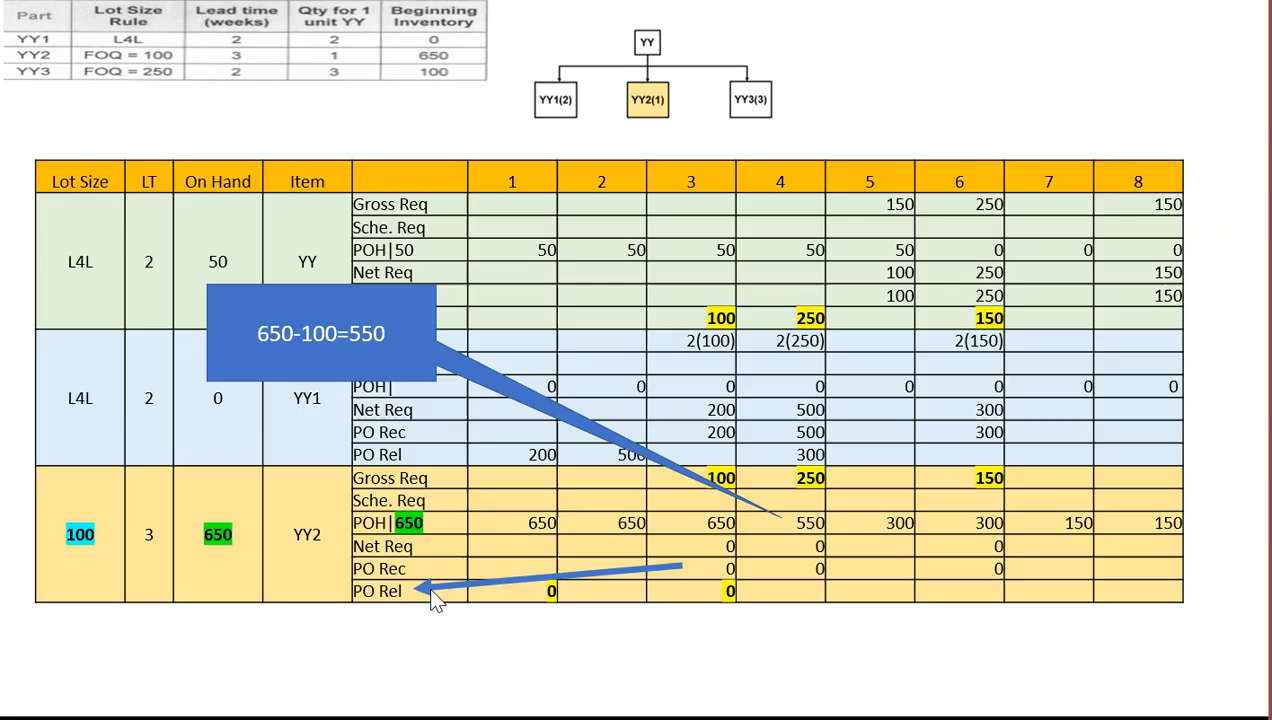 Part Lot Size Rule Lead time (weeks) Qty for 1 unit YY Beginning Inventory
YY1 L4L 2 2 0
YY2 FOQ = 100 3 1 650
YY3 FOQ = 250 2 3 100
YY
YY1(2) YY2(1) YY3(3)
Lot Size LT On Hand Item 1 2 3 4 5 6 7 8
Gross Req 150 250 150
Sche. Req
L4L 2 50 YY POH|50 50 50 50 50 50 0 0 0
Net Req 100 250 150
100 250 150
100 250 150
650-100=550
2(100) 2(250) 2(150)
L4L 2 0 YY1 POH| 0 0 0 0 0 0 0 0
Net Req 200 500 300
PO Rec 200 500 300
PO Rel 200 500 300
Gross Req 100 250 150
Sche. Req
100 3 650 YY2 POH|650 650 650 650 550 300 300 150 150
Net Req 0 0 0
PO Rec 0 0 0
PO Rel 0 0